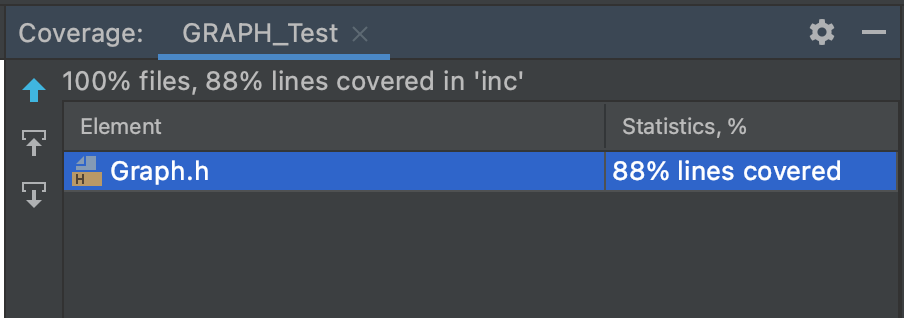 Coverage: GRAPH_Test
100% files, 88% lines covered in 'inc'
Element Statistics, %
H Graph.h 88% lines covered